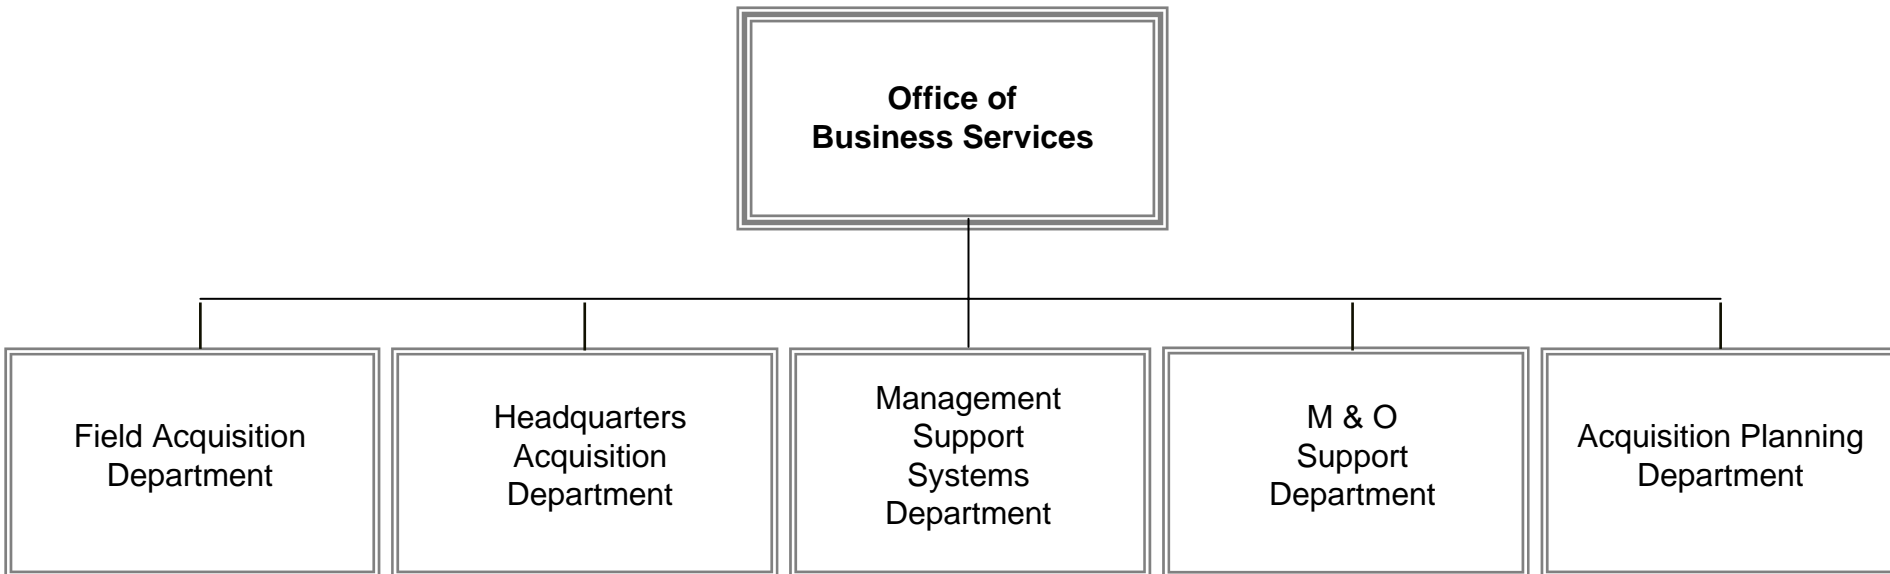 Office of
Business Services
Field Acquisition
Department
Headquarters
Acquisition
Department
Management
Support
Systems
Department
M & O
Support
Department
Acquisition Planning
Department